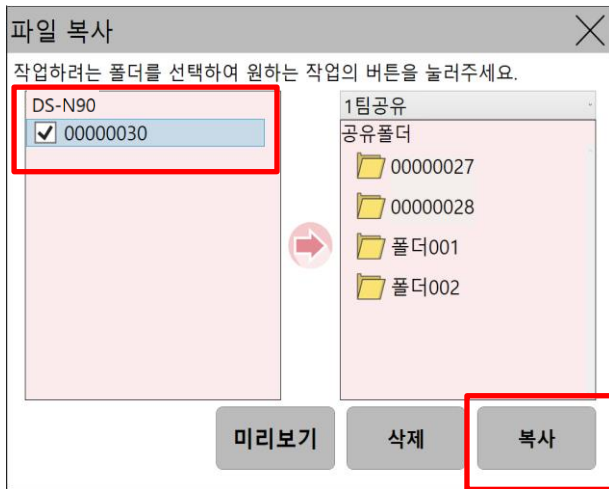 파일 복사
작업하려는 폴더를 선택하여 원하는 작업의 버튼을 눌러주세요.
DS-N90
00000030
1팀공유
공유폴더
00000027
00000028
폴더001
폴더002
미리보기
삭제
복사